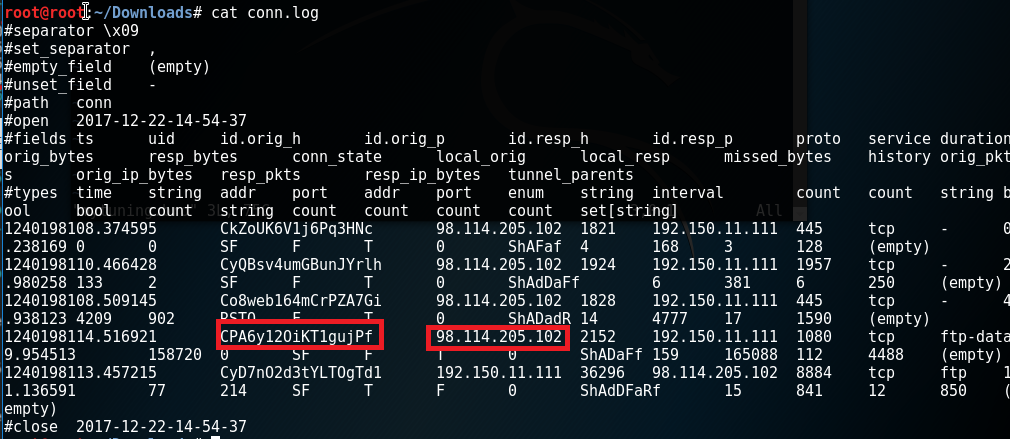 root@root:~/Downloads# cat conn.log
#separator \x09
#set_separator ,
#empty_field (empty)
#unset_field -
#path conn
#open 2017-12-22-14-54-37
#fields ts uid id.orig_h id.orig_p id.resp_h id.resp_p proto service duration
orig_bytes resp_bytes conn_state local_orig local_resp missed_bytes history orig_pkt
s orig_ip_bytes resp_pkts resp_ip_bytes tunnel_parents
#types time string addr port addr port enum string interval count count string b
ool bool count string count count count count set[string] All
1240198108.374595 CkZoUK6V1j6Pq3HNc 98.114.205.102 1821 192.150.11.111 445 tcp - 0
.238169 0 0 SF F T 0 ShAFaf 4 168 3 128 (empty)
1240198110.466428 CyQBsv4umGBunJYrlh 98.114.205.102 1924 192.150.11.111 1957 tcp - 2
.980258 133 2 SF F T 0 ShAdDaFf 6 381 6 250 (empty)
1240198108.509145 Co8web164mCrPZA7Gi 98.114.205.102 1828 192.150.11.111 445 tcp - 4
.938123 4209 902 RSTO F T 0 ShADadR 14 4777 17 1590 (empty)
1240198114.516921 CPA6y12OiKT1gujPf 98.114.205.102 2152 192.150.11.111 1080 tcp ftp-data
9.954513 158720 0 SF F T 0 ShADaFf 159 165088 112 4488 (empty)
1240198113.457215 CyD7nO2d3tYLTOgTd1 192.150.11.111 36296 98.114.205.102 8884 tcp ftp 1
1.136591 77 214 SF T F 0 ShAdDFaRf 15 841 12 850 (
empty)
#close 2017-12-22-14-54-37